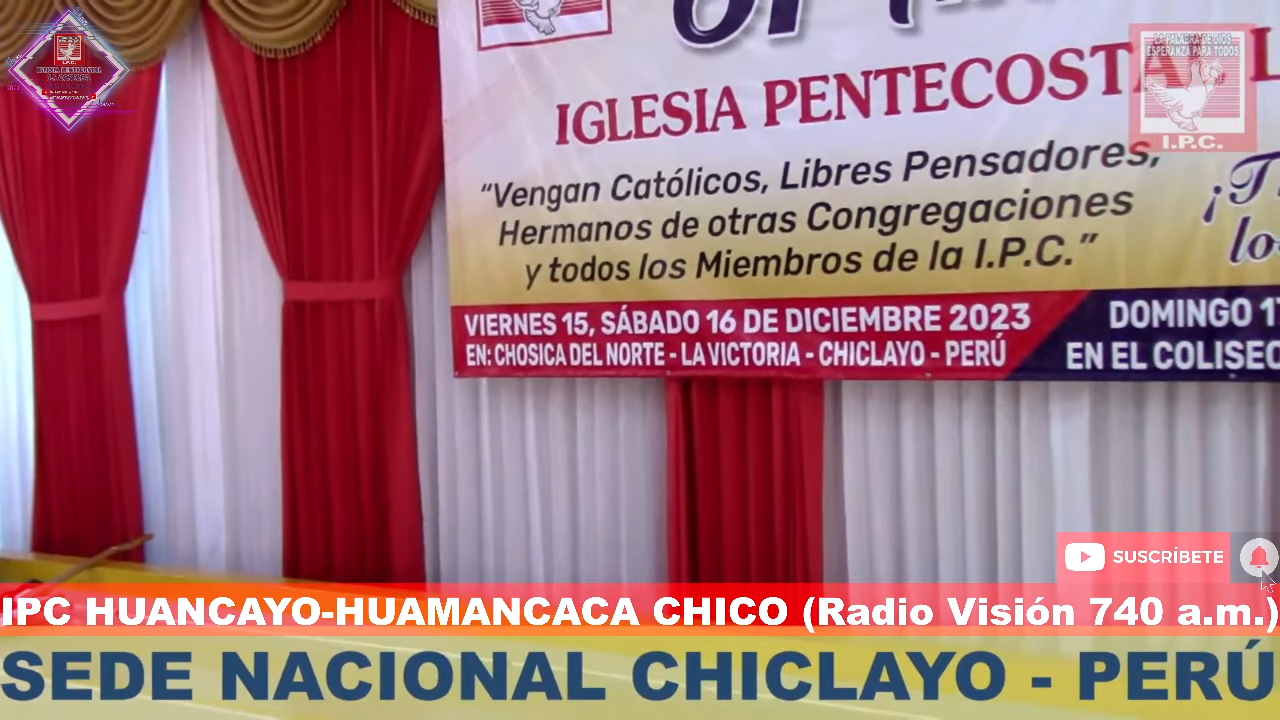 IGLESIA PENTECOSTA
LA PALABRA DE DIOS
ESPERANZA PARA TODOS
I.P.C.
“Vengan Católicos, Libres Pensadores,
Hermanos de otras Congregaciones
y todos los Miembros de la I.P.C.”
VIERNES 15, SÁBADO 16 DE DICIEMBRE 2023
EN: CHOSICA DEL NORTE - LA VICTORIA - CHICLAYO - PERÚ
DOMINGO 17
EN EL COLISEO
SUSCRÍBETE
IPC HUANCAYO-HUAMANCACA CHICO (Radio Visión 740 a.m.)
SEDE NACIONAL CHICLAYO - PERÚ